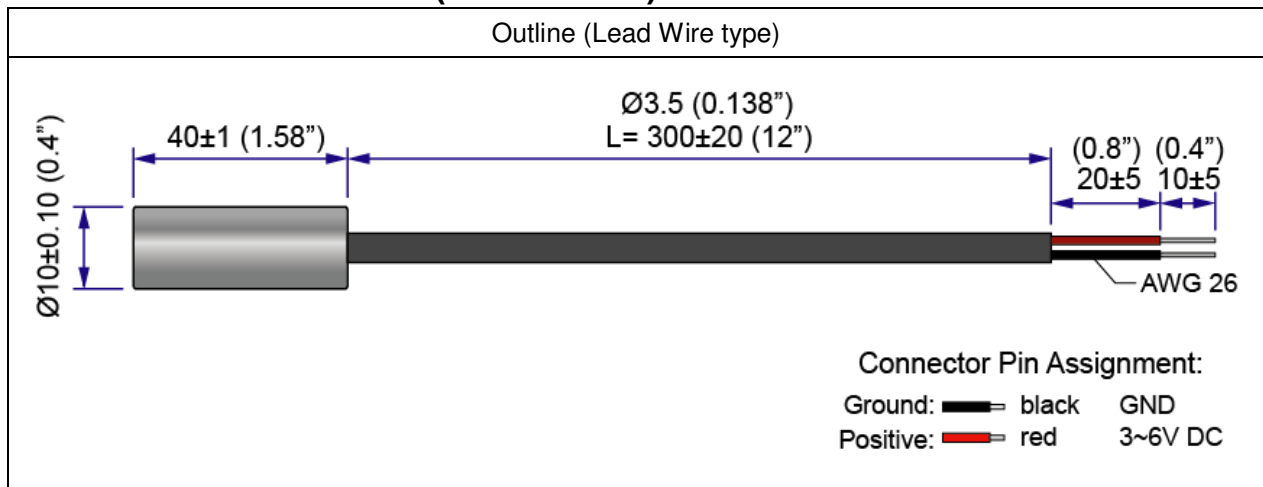 Outline (Lead Wire type)
Ø3.5 (0.138”)
40±1 (1.58”)
L= 300±20 (12”)
(0.8”) (0.4”)
20±5 10±5
Ø10±0.10 (0.4”)
AWG 26
Connector Pin Assignment:
Ground: black GND
Positive: red 3~6V DC